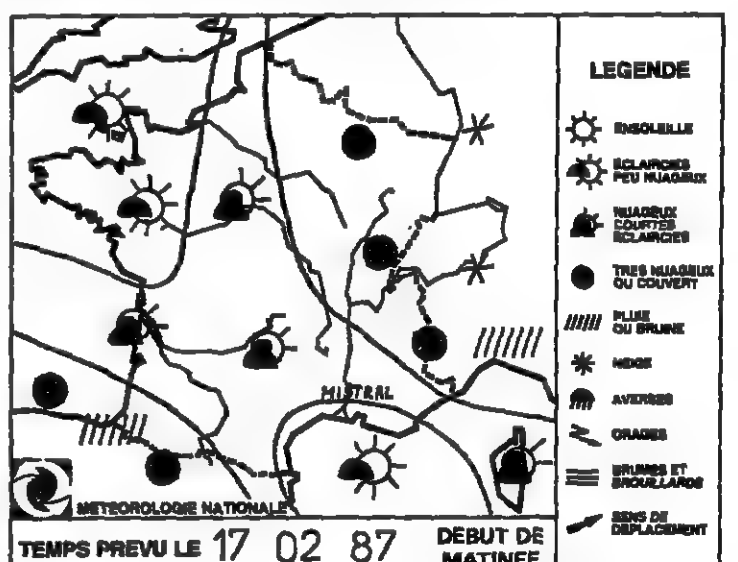 MISTRAL
METEOROLOGIE NATIONALE
TEMPS PREVU LE 17 02 87 DEBUT DE
MATINEE
LEGENDE
ENSOLEILLE
ECLAIRCIES
PEU NUAGEUX
NUAGEUX
COURTES
ECLAIRCIES
TRES NUAGEUX
OU COUVERT
PLUIE
OU BRUINE
NEIGE
AVERSES
ORAGES
BRUMES ET
BROUILLARDS
SENS DE
DEPLACEMENT